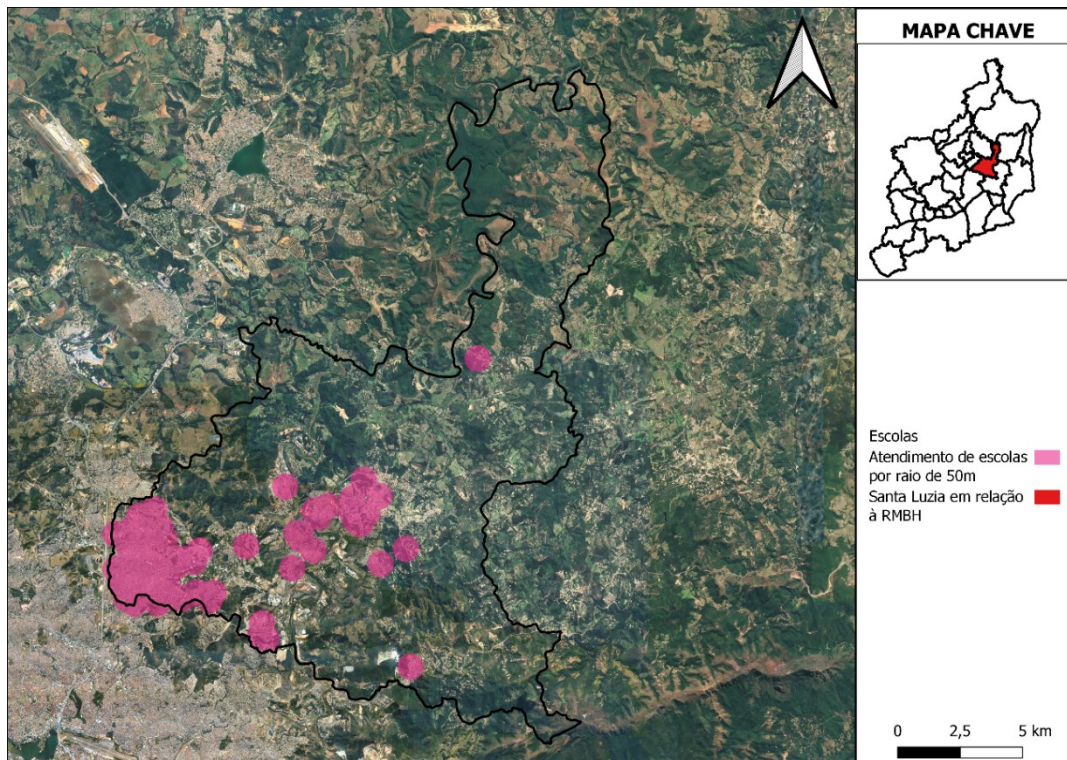 MAPA CHAVE
Escolas
Atendimento de escolas
por raio de 50m
Santa Luzia em relação
à RMBH
0 2,5 5 km